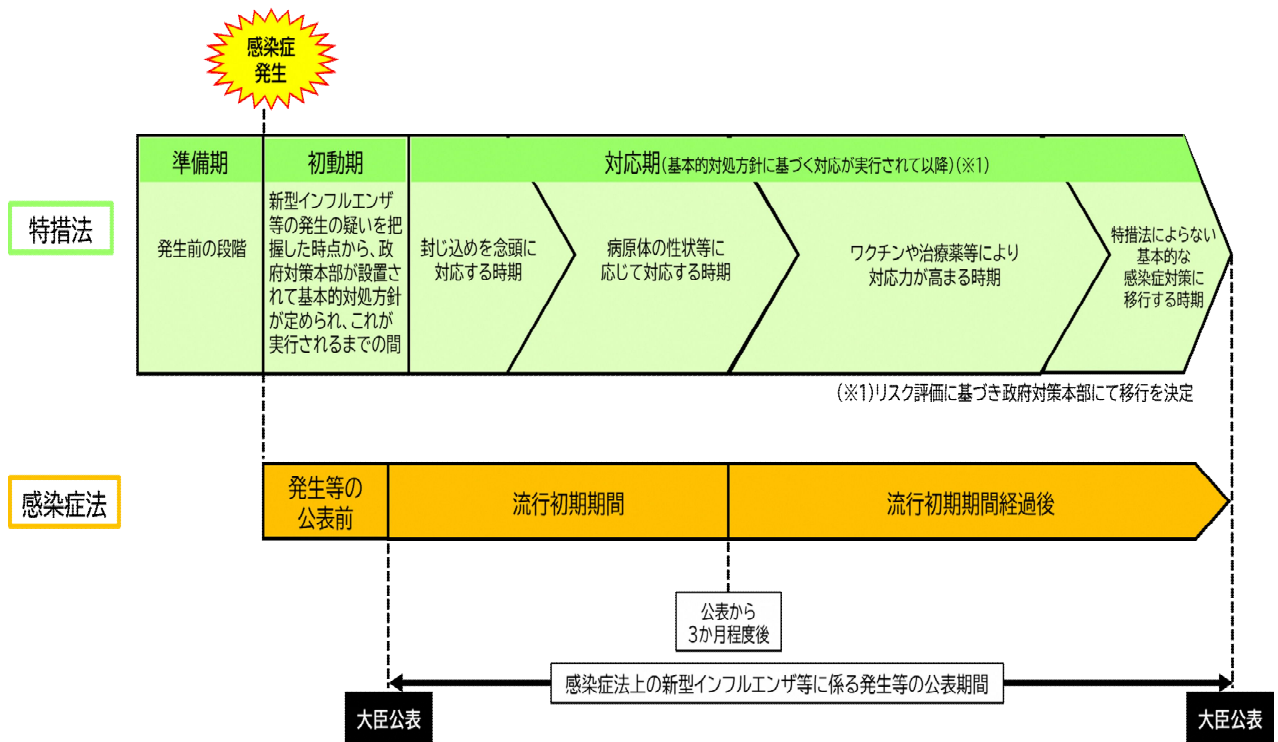 感染症
発生
特措法
準備期
初動期
対応期(基本的対処方針に基づく対応が実行されて以降)(※1)
発生前の段階
新型インフルエンザ
等の発生の疑いを把
握した時点から、政
府対策本部が設置さ
れて基本的対処方針
が定められ、これが
実行されるまでの間
封じ込めを念頭に
対応する時期
病原体の性状等に
応じて対応する時期
ワクチンや治療薬等により
対応力が高まる時期
特措法によらない
基本的な
感染症対策に
移行する時期
(※1)リスク評価に基づき政府対策本部にて移行を決定
感染症法
発生等の
公表前
流行初期期間
流行初期期間経過後
公表から
3か月程度後
感染症法上の新型インフルエンザ等に係る発生等の公表期間
大臣公表
大臣公表